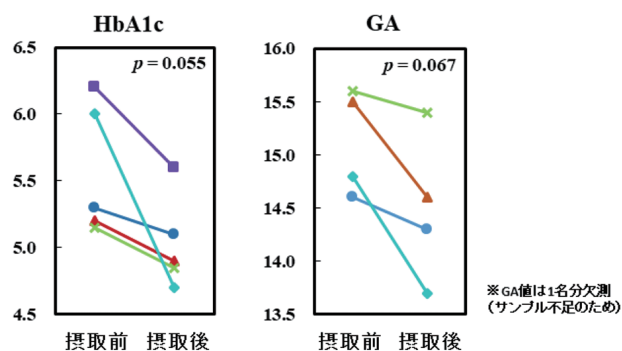 HbA1c
6.5
6.0
5.5
5.0
4.5
p = 0.055
摂取前 摂取後
GA
16.0
15.5
15.0
14.5
14.0
13.5
p = 0.067
摂取前 摂取後
※GA値は1名分欠測
（サンプル不足のため）